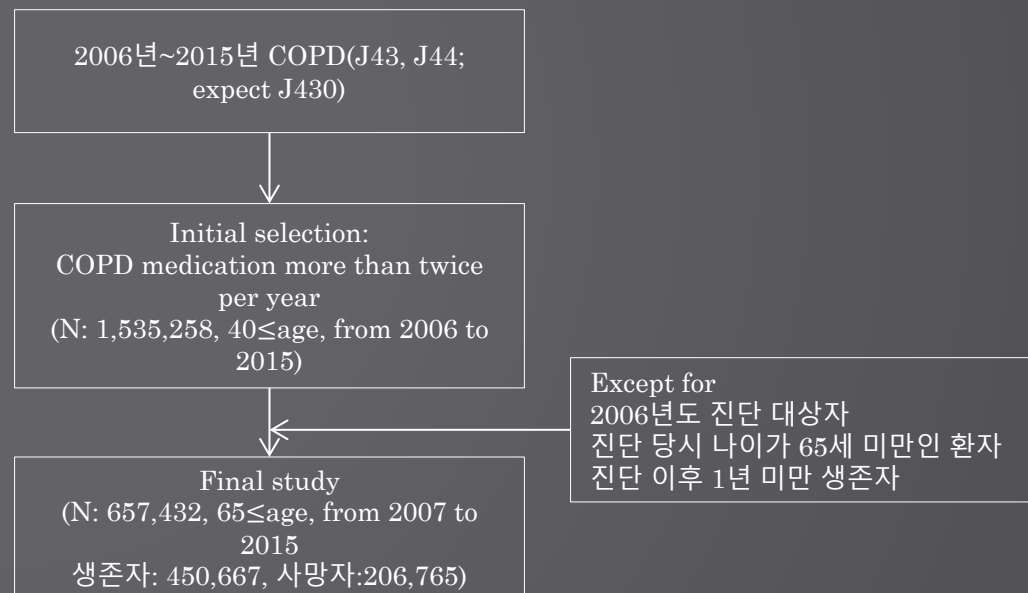 2006년~2015년 COPD(J43, J44;
expect J430)
Initial selection:
COPD medication more than twice
per year
(N: 1,535,258, 40≤age, from 2006 to
2015)
Except for
2006년도 진단 대상자
진단 당시 나이가 65세 미만인 환자
진단 이후 1년 미만 생존자
Final study
(N: 657,432, 65≤age, from 2007 to
2015
생존자: 450,667, 사망자:206,765)